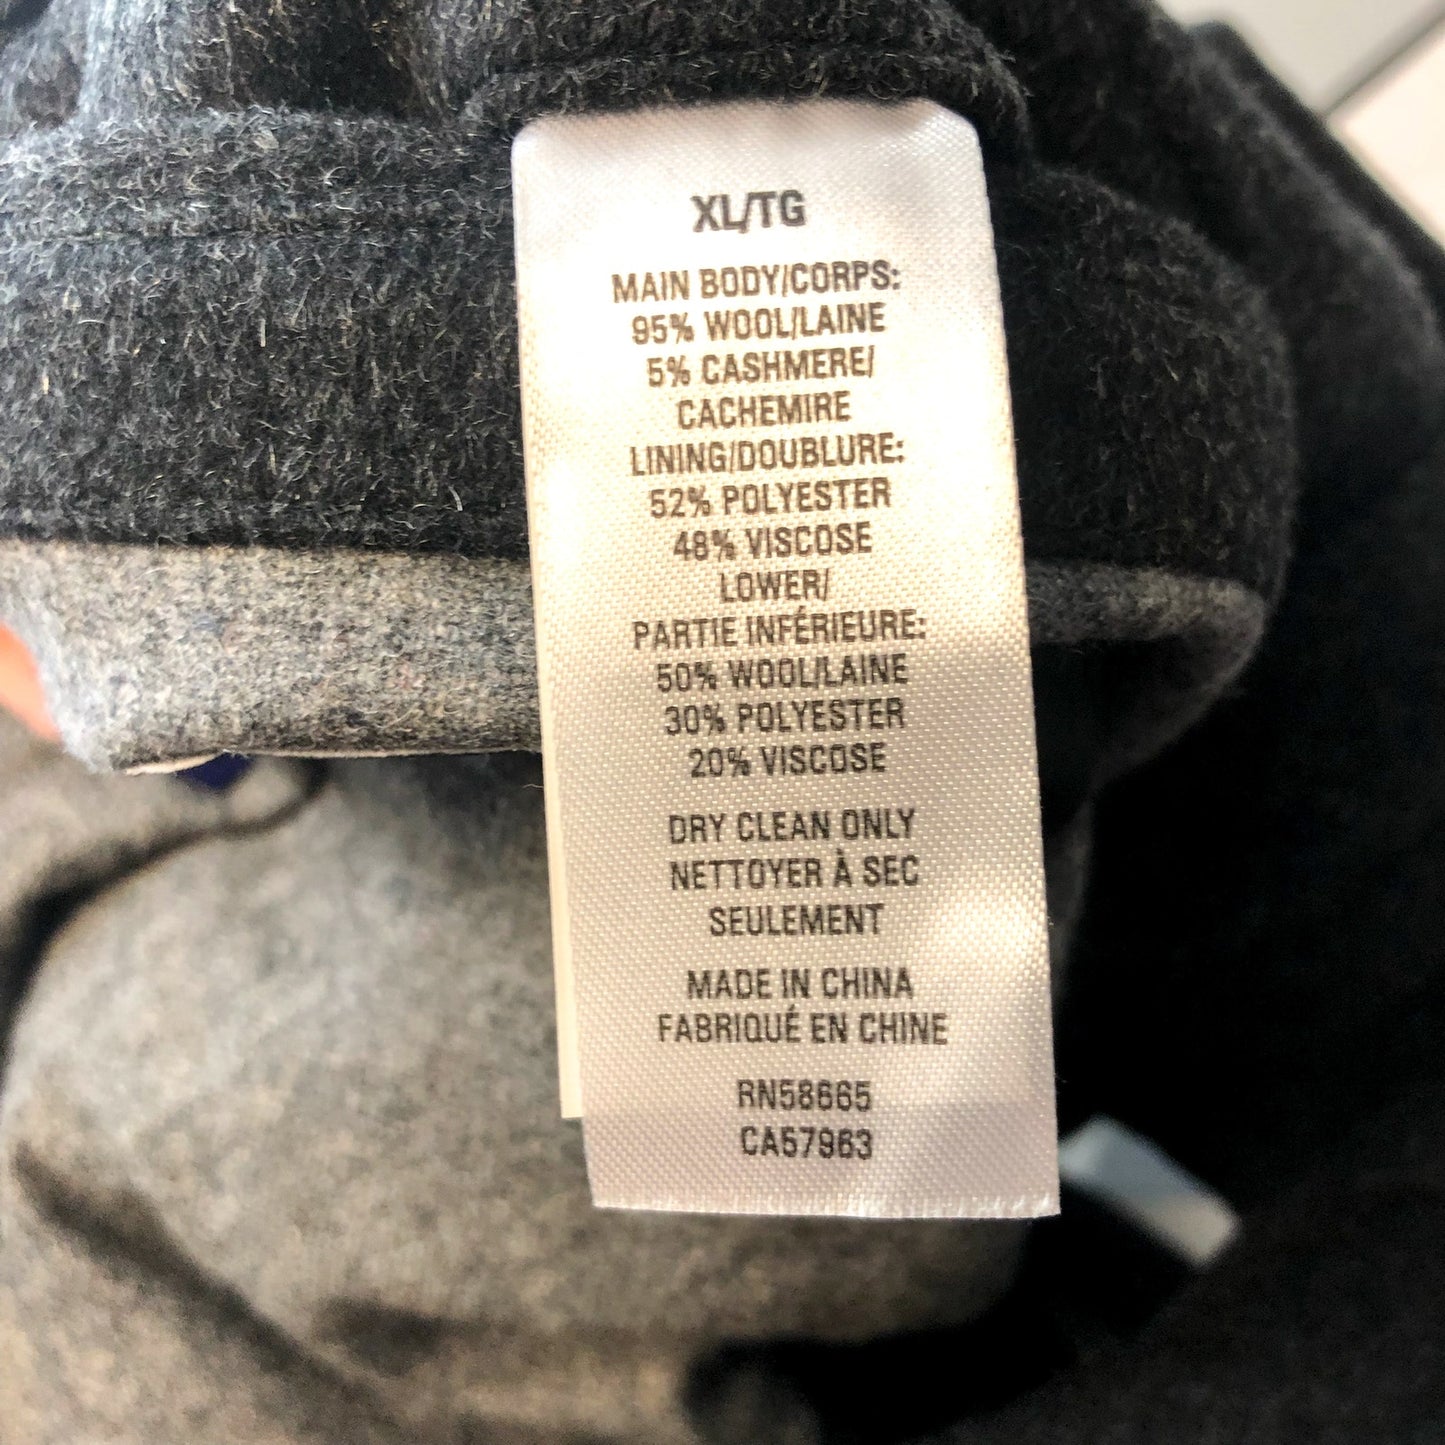 XL/TG
MAIN BODY/CORPS:
95% WOOL/LAINE
5% CASHMERE/
CACHEMIRE
LINING/DOUBLURE:
52% POLYESTER
48% VISCOSE
LOWER/
PARTIE INFÉRIEURE:
50% WOOL/LAINE
30% POLYESTER
20% VISCOSE
DRY CLEAN ONLY
NETTOYER À SEC
SEULEMENT
MADE IN CHINA
FABRIQUÉ EN CHINE
RN58665
CA57963